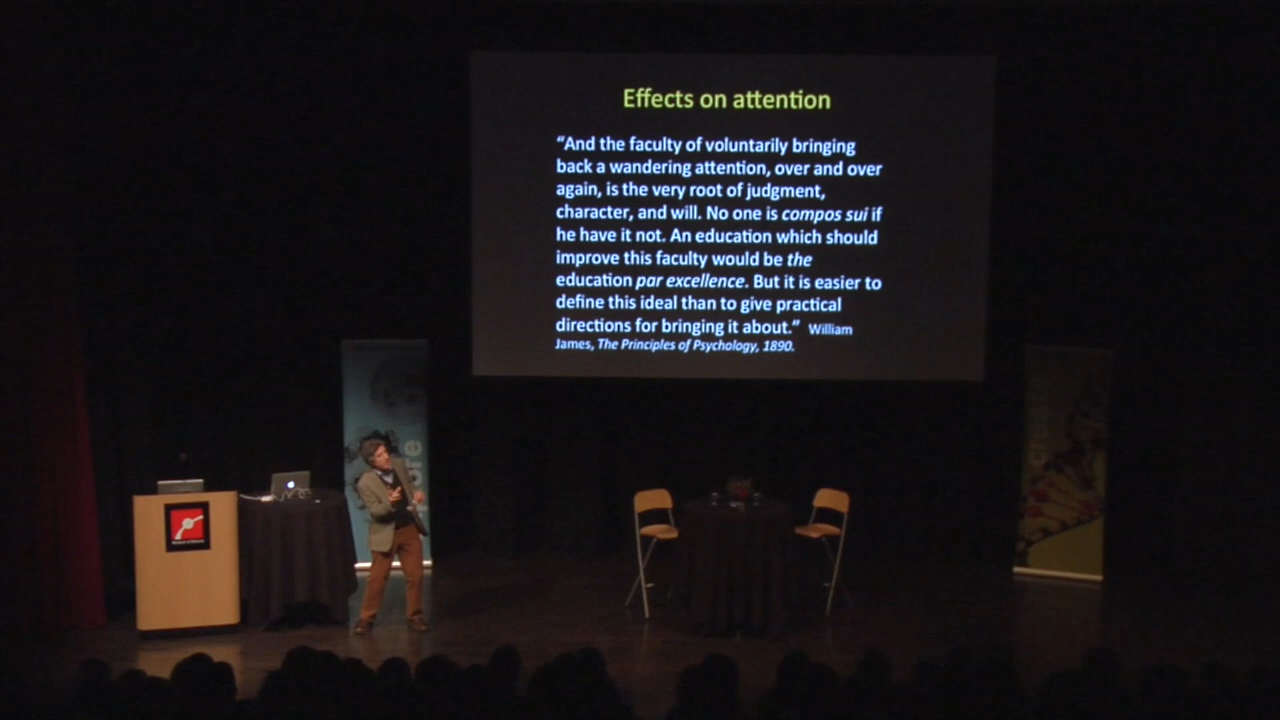 Effects on attention
“And the faculty of voluntarily bringing
back a wandering attention, over and over
again, is the very root of judgment,
character, and will. No one is compos sui if
he have it not. An education which should
improve this faculty would be the
education par excellence. But it is easier to
define this ideal than to give practical
directions for bringing it about.” William
James, The Principles of Psychology, 1890.